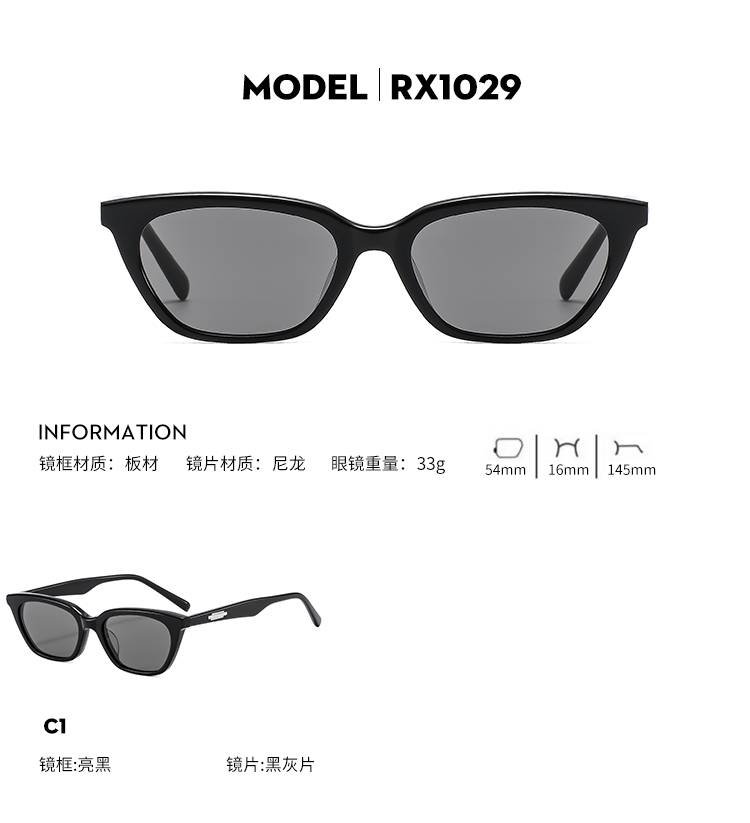 MODEL | RX1029
INFORMATION
镜框材质：板材 镜片材质：尼龙 眼镜重量：33g
54mm 16mm 145mm
C1
镜框:亮黑 镜片:黑灰片